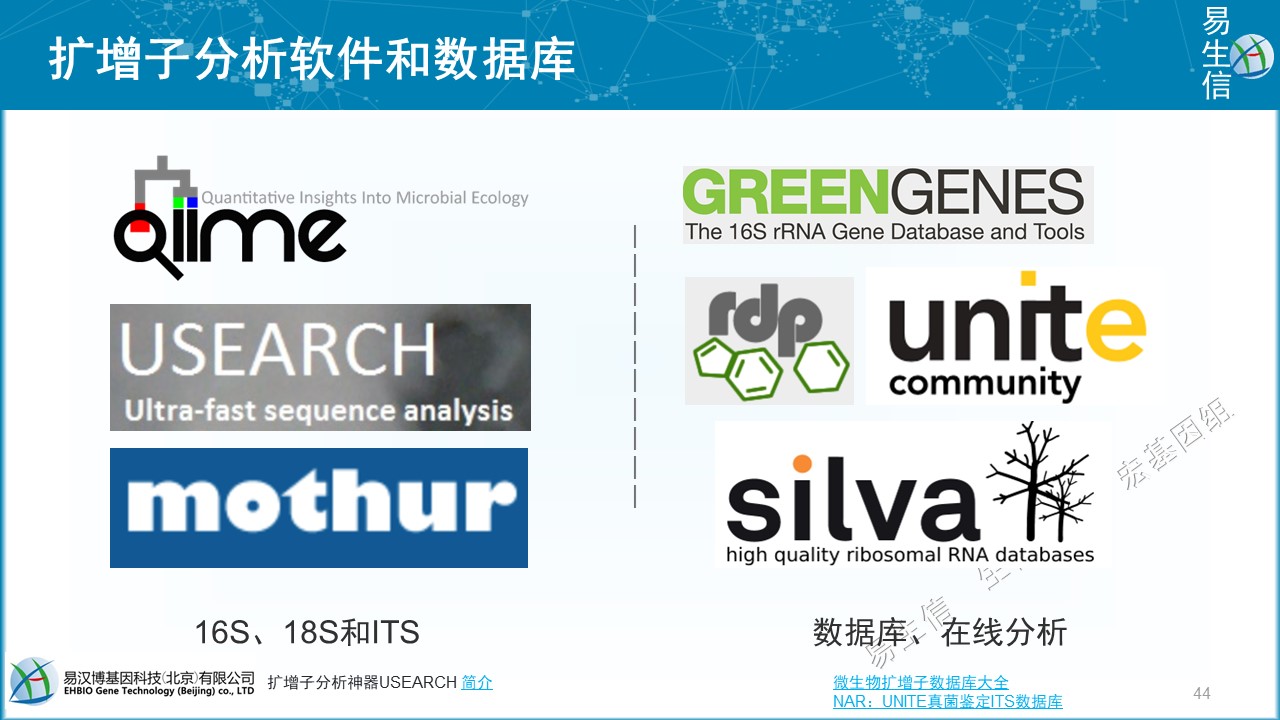 扩增子分析软件和数据库
易生信
Quantitative Insights Into Microbial Ecology
qiime
USEARCH
Ultra-fast sequence analysis
mothur
16S、18S和ITS
GREENGENES
The 16S rRNA Gene Database and Tools
rdp
unite
community
silva
high quality ribosomal RNA databases
数据库、在线分析
宏基因组
易生信
易汉博基因科技(北京)有限公司
EHBIO Gene Technology (Beijing) co., LTD
扩增子分析神器USEARCH 简介
微生物扩增子数据库大全
NAR：UNITE真菌鉴定ITS数据库
44